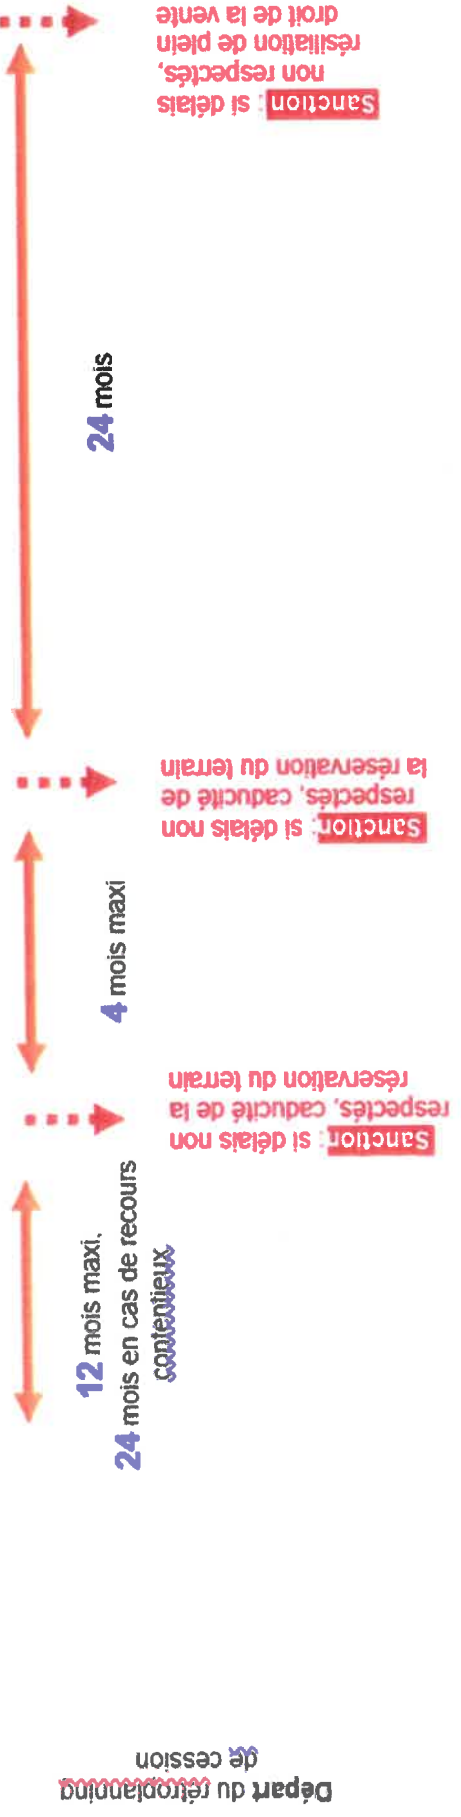 Départ du rétroplanning
de cession
12 mois maxi,
24 mois en cas de recours
contentieux
Sanction : si délais non
respectés, caducité de la
réservation du terrain
4 mois maxi
Sanction : si délais non
respectés, caducité de
la réservation du terrain
24 mois
Sanction : si délais
non respectés,
résiliation de plein
droit de la vente